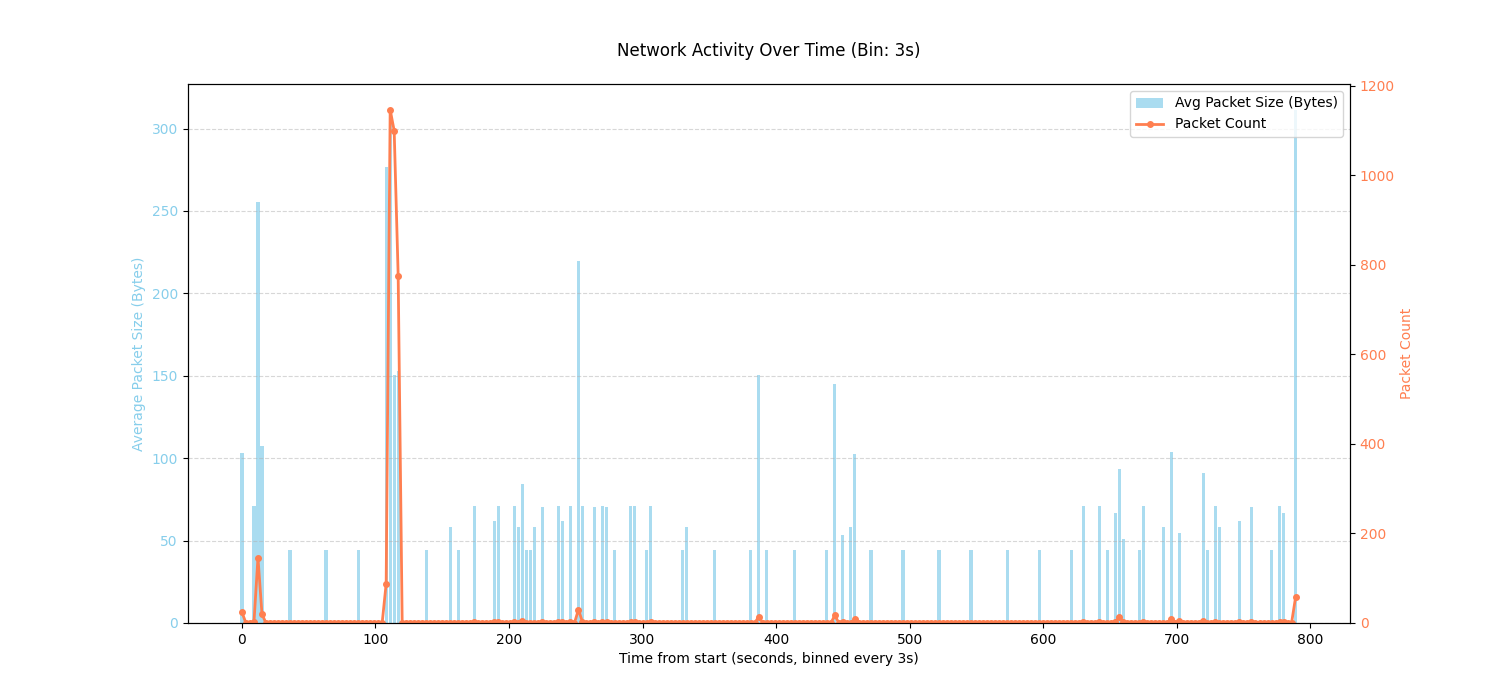 Network Activity Over Time (Bin: 3s)
Avg Packet Size (Bytes)
Packet Count
Average Packet Size (Bytes)
300
250
200
150
100
50
0
1200
1000
800
600
400
200
0
Packet Count
0 100 200 300 400 500 600 700 800
Time from start (seconds, binned every 3s)